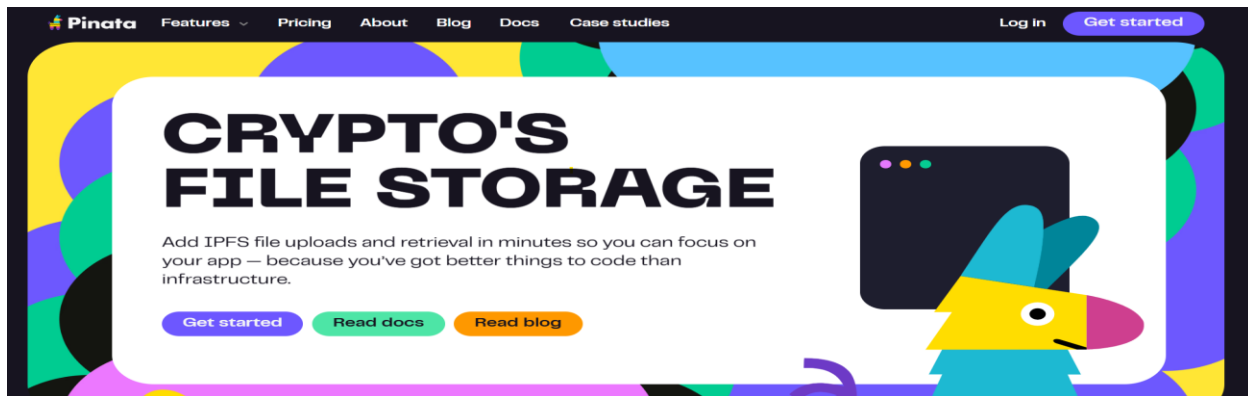 Pinata Features Pricing About Blog Docs Case studies Log in Get started
CRYPTO'S
FILE STORAGE
Add IPFS file uploads and retrieval in minutes so you can focus on
your app — because you've got better things to code than
infrastructure.
Get started Read docs Read blog